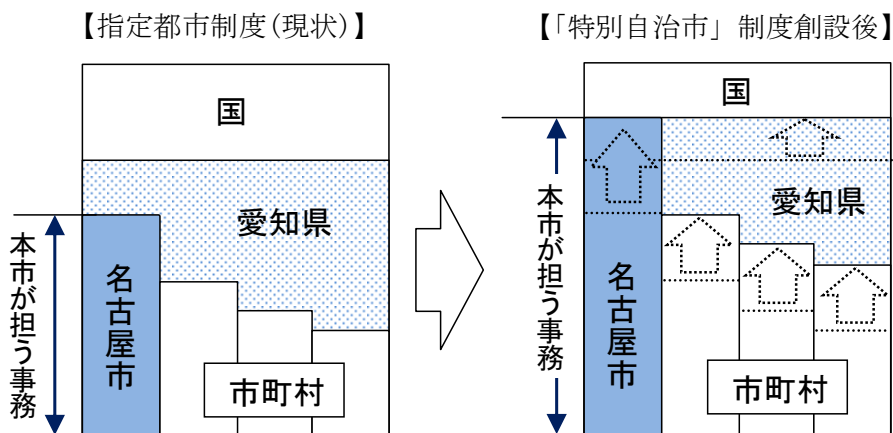 【指定都市制度(現状)】
国
愛知県
名古屋市
市町村
本市が担う事務
【「特別自治市」制度創設後】
国
愛知県
名古屋市
市町村
本市が担う事務